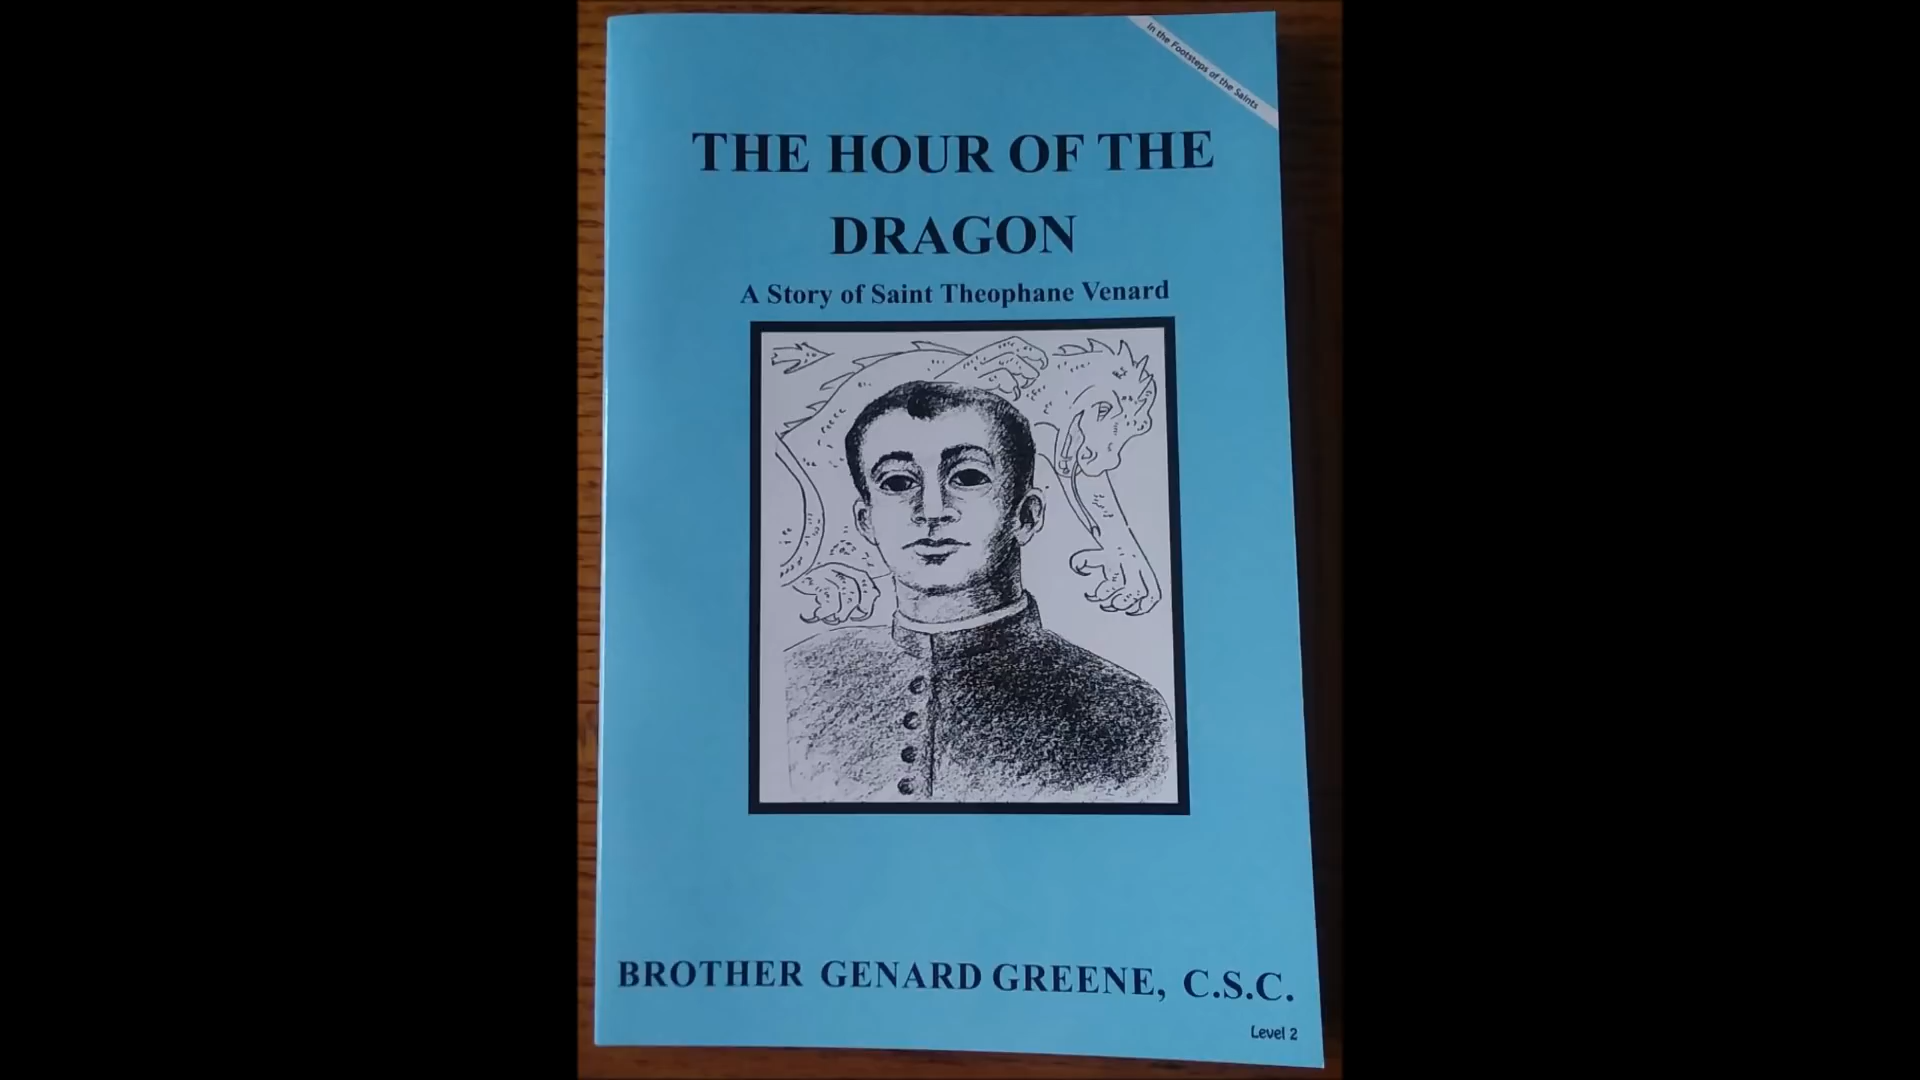 In the Footsteps of the Saints
THE HOUR OF THE
DRAGON
A Story of Saint Theophane Venard
BROTHER GENARD GREENE, C.S.C.
Level 2